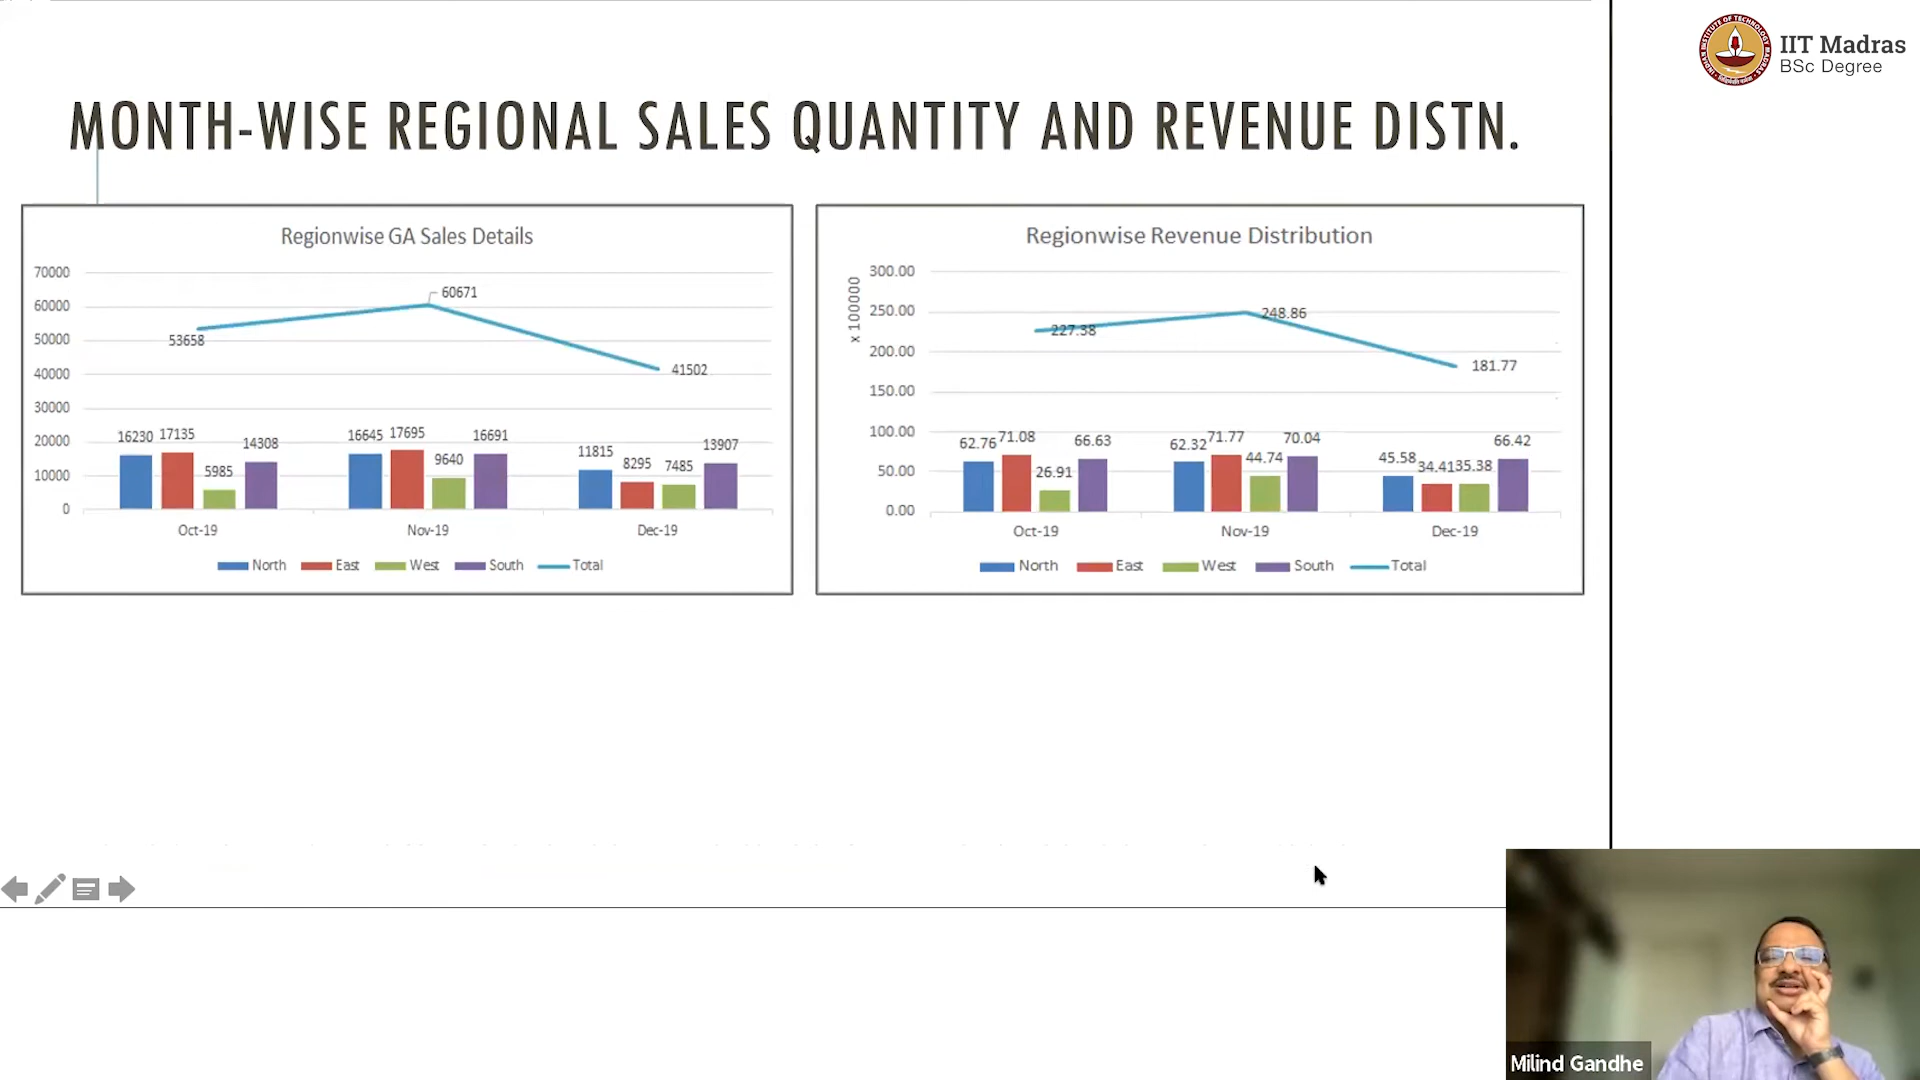 IIT Madras
BSc Degree
MONTH-WISE REGIONAL SALES QUANTITY AND REVENUE DISTN.
Regionwise GA Sales Details
70000
60000
50000
40000
30000
20000
10000
0
53658
60671
41502
16230 17135 5985 14308
16645 17695 9640 16691
11815 8295 7485 13907
Oct-19 Nov-19 Dec-19
North East West South Total
Regionwise Revenue Distribution
x 100000
300.00
250.00
200.00
150.00
100.00
50.00
0.00
227.38
248.86
181.77
62.76 71.08 26.91 66.63
62.32 71.77 44.74 70.04
45.58 34.41 35.38 66.42
Oct-19 Nov-19 Dec-19
North East West South Total
Milind Gandhe